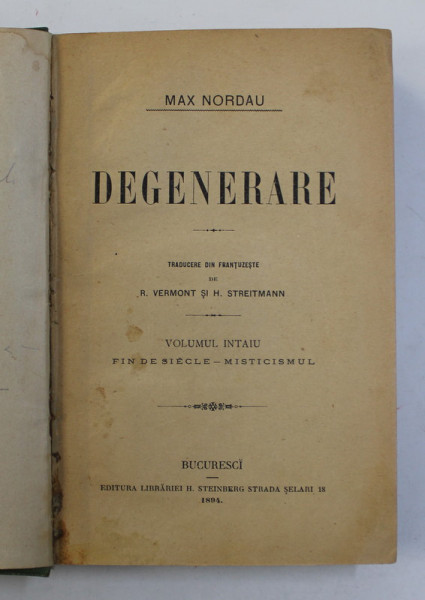 MAX NORDAU
DEGENERARE
TRADUCERE DIN FRANȚUZEȘTE
DE
R. VERMONT ȘI H. STREITMANN
VOLUMUL INTAIU
FIN DE SIÈCLE – MISTICISMUL
BUCURESCĬ
EDITURA LIBRĂRIEI H. STEINBERG STRADA ȘELARI 18
1894.